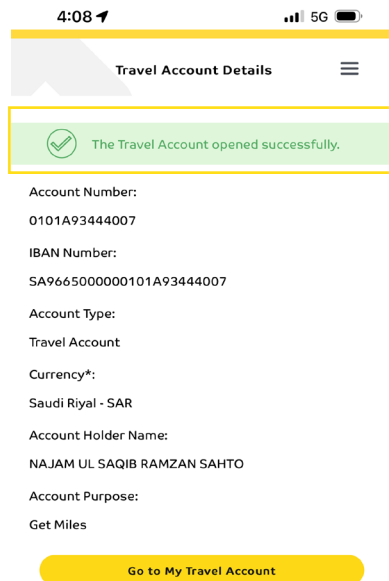 4:08
5G
Travel Account Details
The Travel Account opened successfully.
Account Number:
0101A93444007
IBAN Number:
SA9665000000101A93444007
Account Type:
Travel Account
Currency*:
Saudi Riyal - SAR
Account Holder Name:
NAJAM UL SAQIB RAMZAN SAHTO
Account Purpose:
Get Miles
Go to My Travel Account